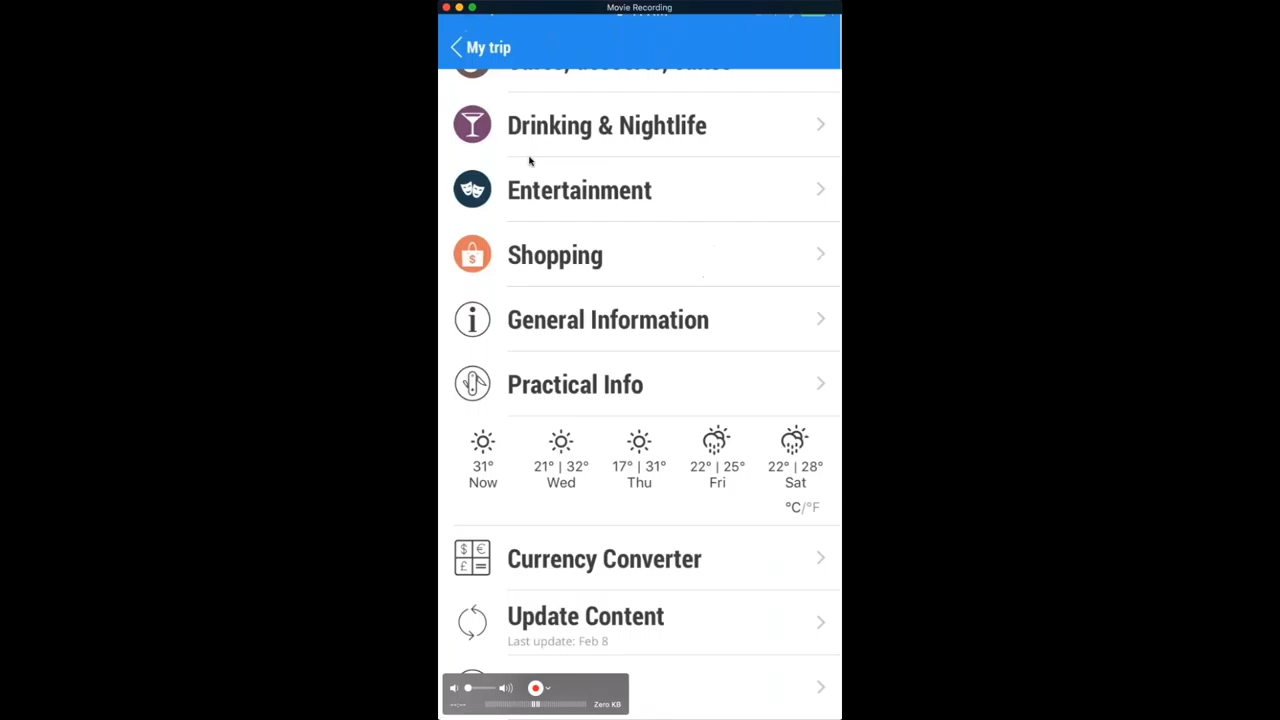 Movie Recording
My trip
Drinking & Nightlife
Entertainment
Shopping
General Information
Practical Info
31° 21° | 32° 17° | 31° 22° | 25° 22° | 28°
Now Wed Thu Fri Sat
°C/°F
Currency Converter
Update Content
Last update: Feb 8
--:-- Zero KB